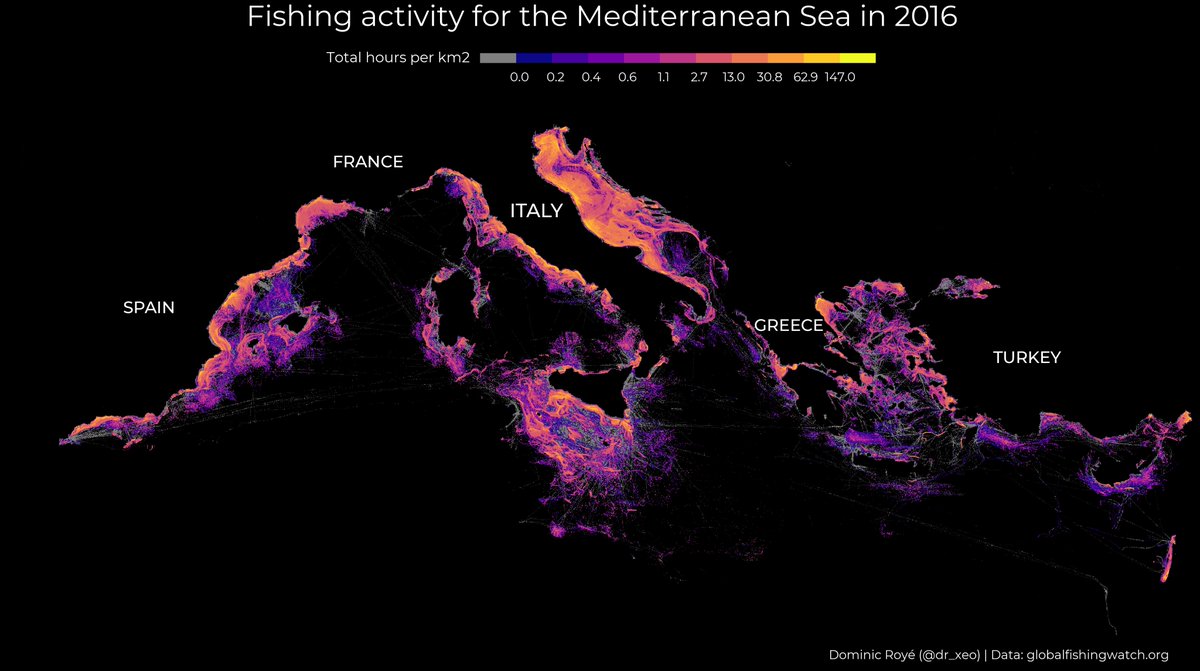 Fishing activity for the Mediterranean Sea in 2016
Total hours per km2
0.0 0.2 0.4 0.6 1.1 2.7 13.0 30.8 62.9 147.0
FRANCE
ITALY
SPAIN
GREECE
TURKEY
Dominic Royé (@dr_xeo) | Data: globalfishingwatch.org